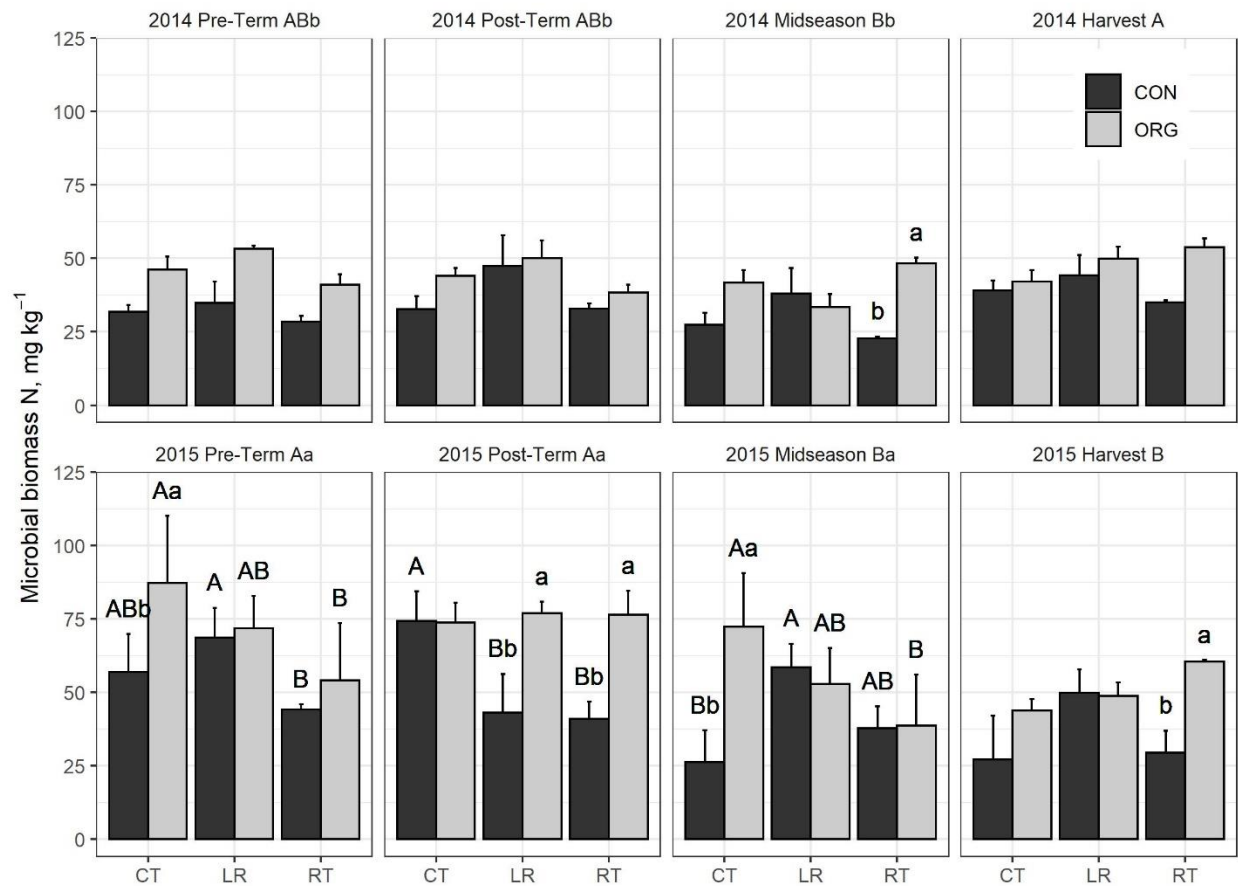 2014 Pre-Term ABb
2014 Post-Term ABb
2014 Midseason Bb
2014 Harvest A
125
100
75
50
25
0
CON
ORG
b
a
2015 Pre-Term Aa
2015 Post-Term Aa
2015 Midseason Ba
2015 Harvest B
125
100
75
50
25
0
ABb
Aa
A
AB
B
B
A
Bb
a
Bb
a
Bb
Aa
A
AB
AB
B
b
a
CT LR RT
CT LR RT
CT LR RT
CT LR RT
Microbial biomass N, mg kg⁻¹